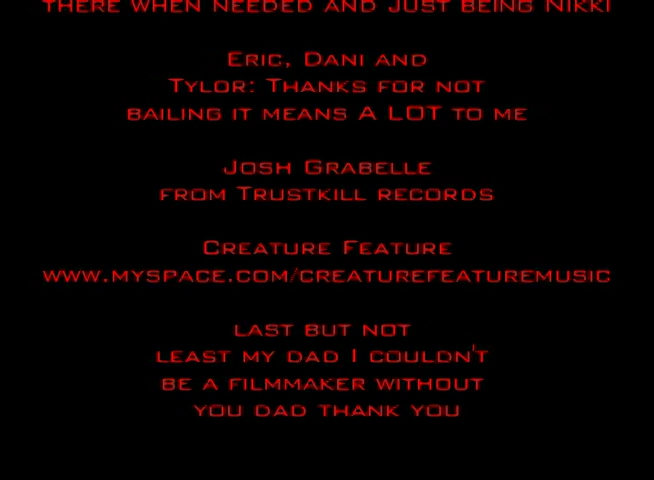 THERE WHEN NEEDED AND JUST BEING NIKKI
ERIC, DANI AND
TYLOR: THANKS FOR NOT
BAILING IT MEANS A LOT TO ME
JOSH GRABELLE
FROM TRUSTKILL RECORDS
CREATURE FEATURE
WWW.MYSPACE.COM/CREATUREFEATUREMUSIC
LAST BUT NOT
LEAST MY DAD I COULDN'T
BE A FILMMAKER WITHOUT
YOU DAD THANK YOU